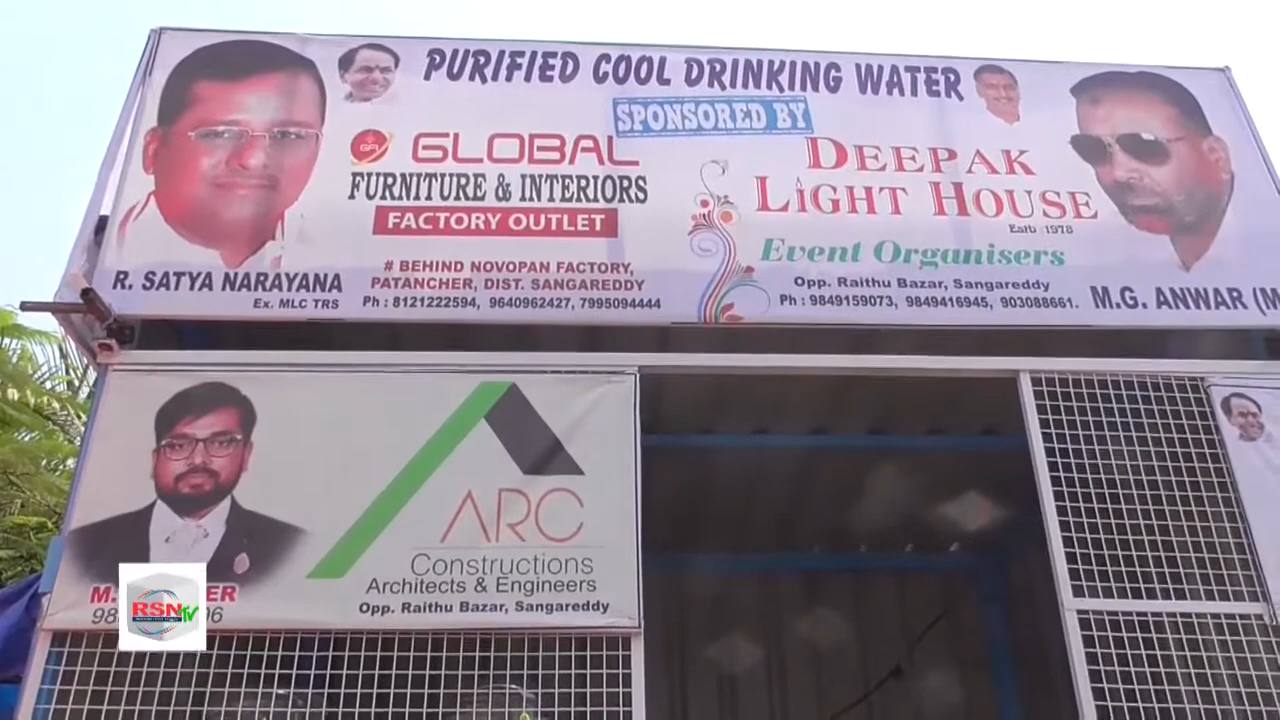 PURIFIED COOL DRINKING WATER
SPONSORED BY
GLOBAL
FURNITURE & INTERIORS
FACTORY OUTLET
# BEHIND NOVOPAN FACTORY,
PATANCHER, DIST. SANGAREDDY
Ph : 8121222594, 9640962427, 7995094444
R. SATYA NARAYANA
Ex. MLC TRS
DEEPAK
LIGHT HOUSE
Estb 1978
Event Organisers
Opp. Raithu Bazar, Sangareddy
Ph : 9849159073, 9849416945, 903088661.
M.G. ANWAR (M
ARC
Constructions
Architects & Engineers
Opp. Raithu Bazar, Sangareddy
RSN TV